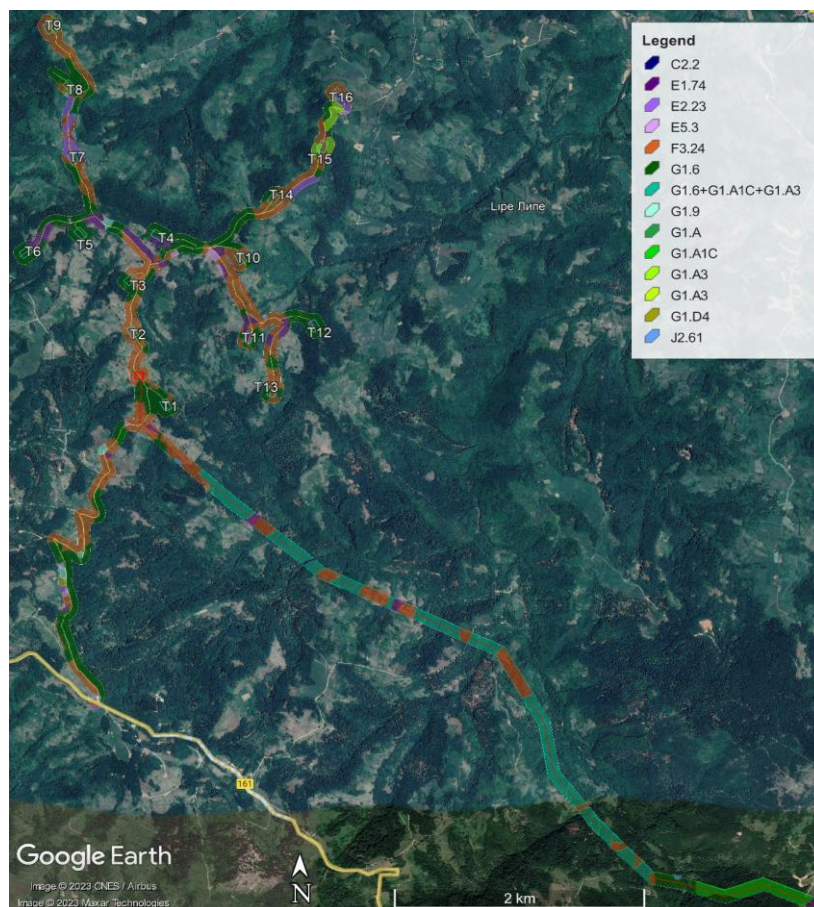 T9
T8
T16
T7
T15
T14
Lipe Липе
T6
T5
T4
T10
T3
T2
T11
T12
T13
T1
Legend
C2.2
E1.74
E2.23
E5.3
F3.24
G1.6
G1.6+G1.A1C+G1.A3
G1.9
G1.A
G1.A1C
G1.A3
G1.A3
G1.D4
J2.61
161
Google Earth
Image © 2023 CNES / Airbus
Image © 2023 Maxar Technologies
N
2 km